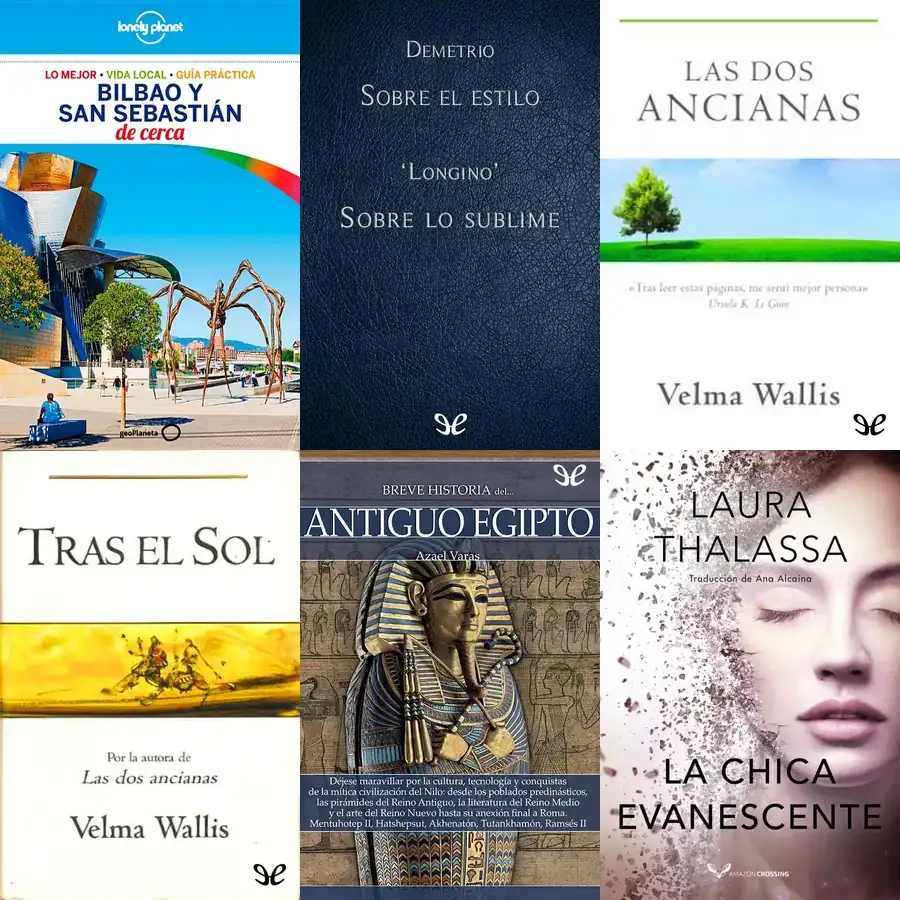 lonely planet
LO MEJOR • VIDA LOCAL • GUÍA PRÁCTICA
BILBAO Y
SAN SEBASTIÁN
de cerca
geoPlaneta
DEMETRIO
SOBRE EL ESTILO
‘LONGINO’
SOBRE LO SUBLIME
LAS DOS
ANCIANAS
«Tras leer estas páginas, me sentí mejor persona»
Ursula K. Le Guin
Velma Wallis
TRAS EL SOL
Por la autora de
Las dos ancianas
Velma Wallis
BREVE HISTORIA del...
ANTIGUO EGIPTO
Azael Varas
Déjese maravillar por la cultura, tecnología y conquistas
de la mítica civilización del Nilo: desde los poblados predinásticos,
las pirámides del Reino Antiguo, la literatura del Reino Medio
y el arte del Reino Nuevo hasta su anexión final a Roma.
Mentuhotep II, Hatshepsut, Akhenatón, Tutankhamón, Ramsés II
LAURA
THALASSA
Traducción de Ana Alcaina
LA CHICA
EVANESCENTE
AMAZONCROSSING